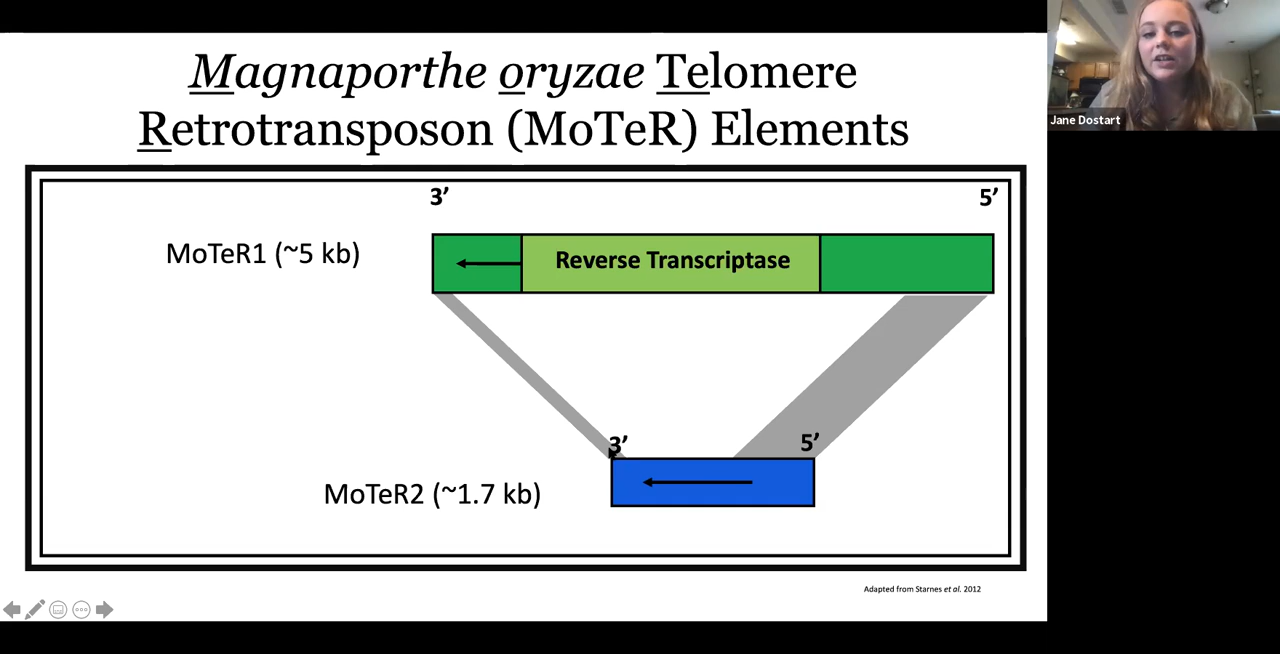 Magnaporthe oryzae Telomere
Retrotransposon (MoTeR) Elements
Jane Dostart
3’ 5’
MoTeR1 (~5 kb)
Reverse Transcriptase
3’ 5’
MoTeR2 (~1.7 kb)
Adapted from Starnes et al. 2012